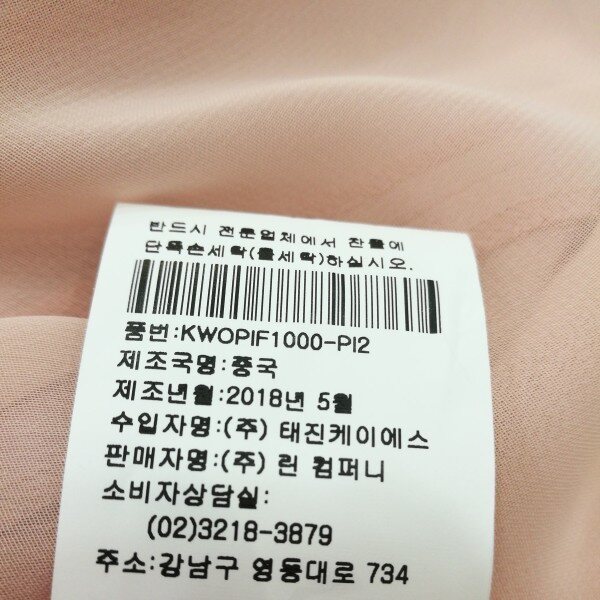 반드시 전문업체에서 찬물에
단독손세탁(물세탁)하십시오.
품번:KWOPIF1000-PI2
제조국명:중국
제조년월:2018년 5월
수입자명:(주) 태진케이에스
판매자명:(주) 린 컴퍼니
소비자상담실:
(02)3218-3879
주소:강남구 영동대로 734